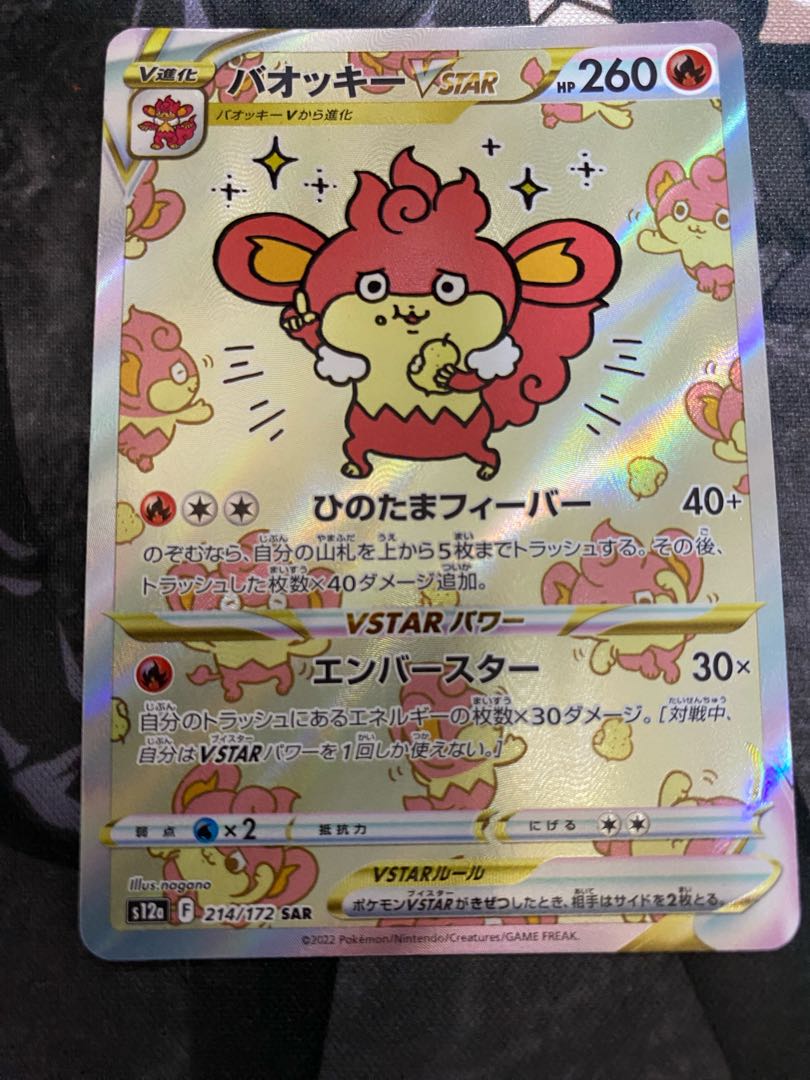 V進化
バオッキーVSTAR HP 260
バオッキーVから進化
ひのたまフィーバー 40+
のぞむなら、自分の山札を上から5枚までトラッシュする。その後、
トラッシュした枚数×40ダメージ追加。
VSTARパワー
エンバースター 30×
自分のトラッシュにあるエネルギーの枚数×30ダメージ。[対戦中、
自分はVSTARパワーを1回しか使えない。]
弱点 ×2 抵抗力 にげる
Illus. nagano
VSTARルール
ポケモンVSTARがきぜつしたとき、相手はサイドを2枚とる。
s12a F 214/172 SAR
©2022 Pokémon/Nintendo/Creatures/GAME FREAK.